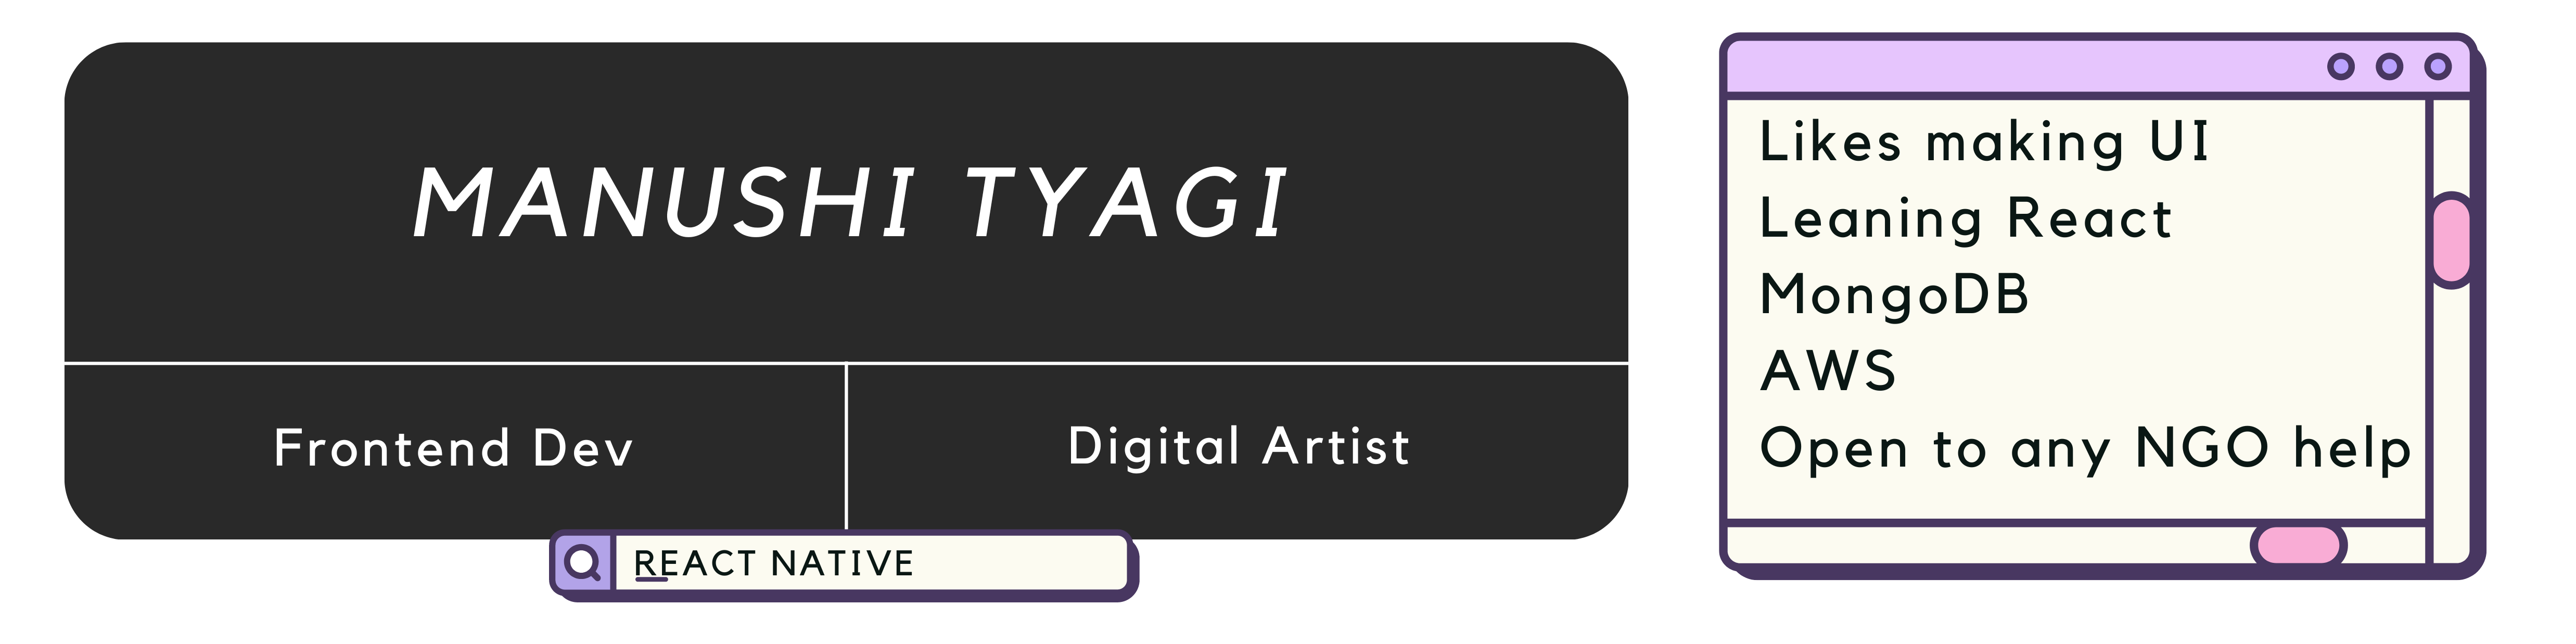 MANUSHI TYAGI
Frontend Dev
Digital Artist
REACT NATIVE
Likes making UI
Leaning React
MongoDB
AWS
Open to any NGO help